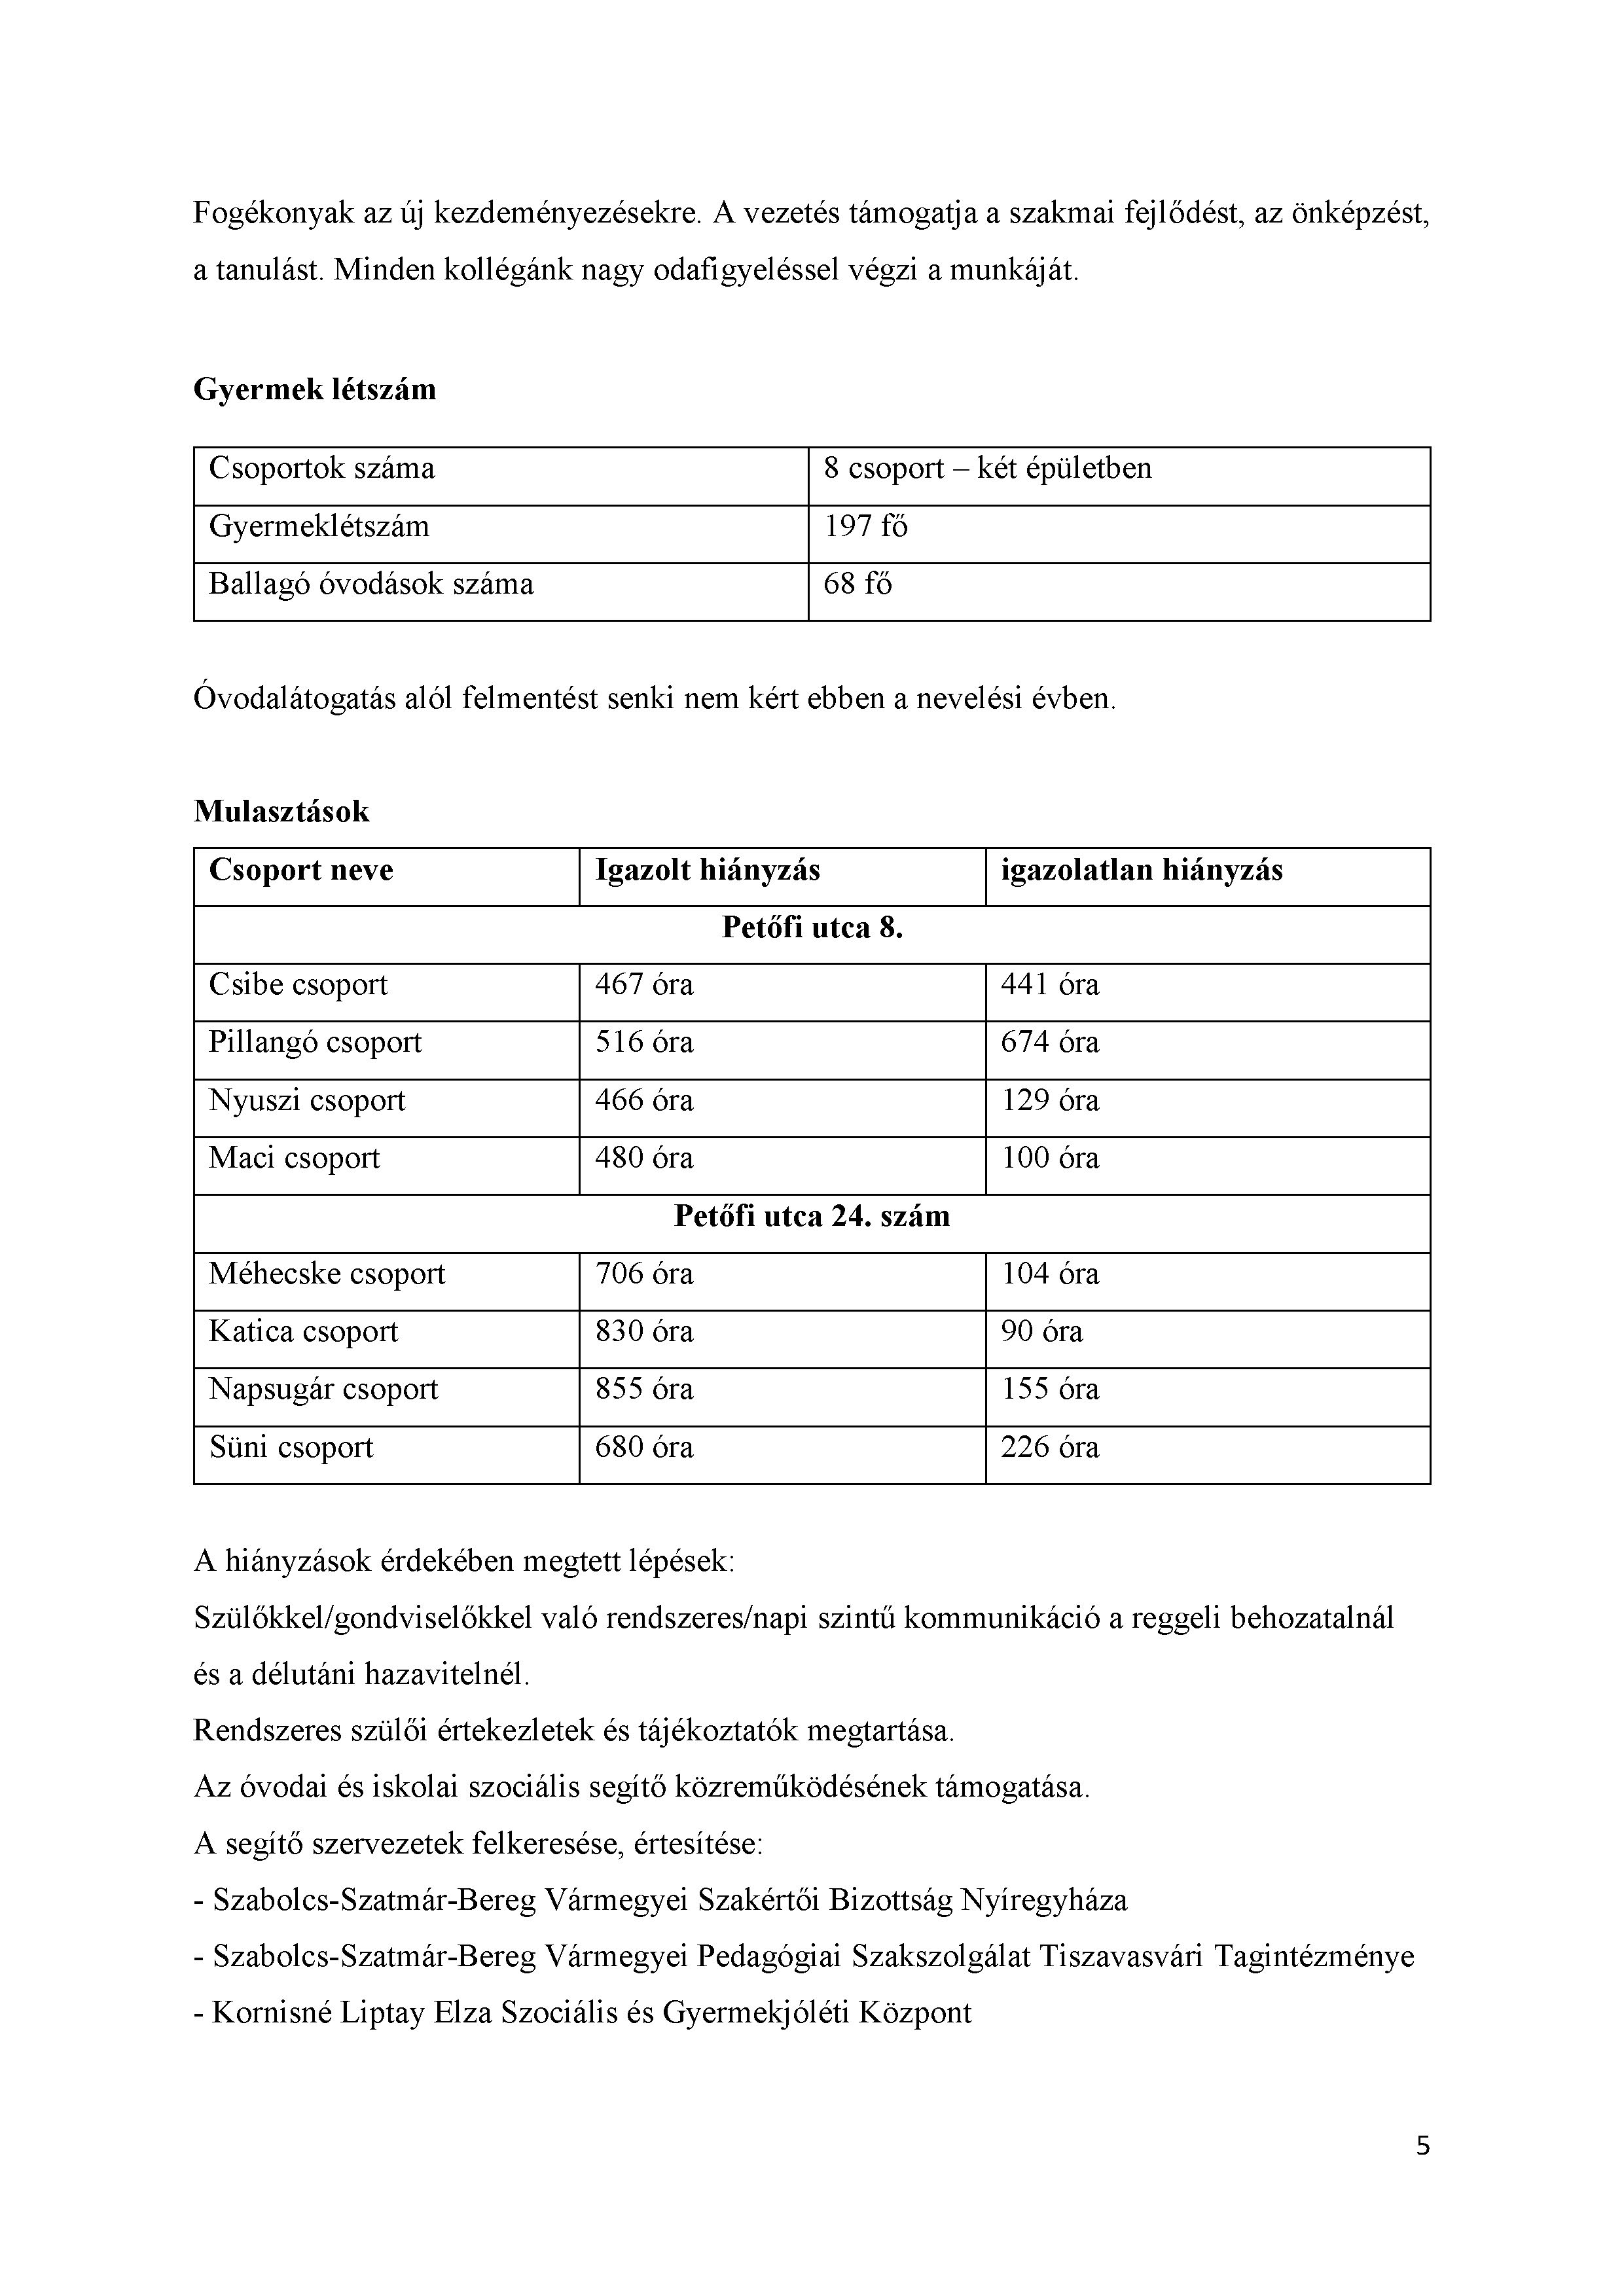 Fogékonyak az új kezdeményezésekre. A vezetés támogatja a szakmai fejlődést, az önképzést,
a tanulást. Minden kollégánk nagy odafigyeléssel végzi a munkáját.
Gyermek létszám
Csoportok száma 8 csoport – két épületben
Gyermeklétszám 197 fő
Ballagó óvodások száma 68 fő
Óvodalátogatás alól felmentést senki nem kért ebben a nevelési évben.
Mulasztások
Csoport neve Igazolt hiányzás igazolatlan hiányzás
Petőfi utca 8.
Csibe csoport 467 óra 441 óra
Pillangó csoport 516 óra 674 óra
Nyuszi csoport 466 óra 129 óra
Maci csoport 480 óra 100 óra
Petőfi utca 24. szám
Méhecske csoport 706 óra 104 óra
Katica csoport 830 óra 90 óra
Napsugár csoport 855 óra 155 óra
Süni csoport 680 óra 226 óra
A hiányzások érdekében megtett lépések:
Szülőkkel/gondviselőkkel való rendszeres/napi szintű kommunikáció a reggeli behozatalnál
és a délutáni hazavitelnél.
Rendszeres szülői értekezletek és tájékoztatók megtartása.
Az óvodai és iskolai szociális segítő közreműködésének támogatása.
A segítő szervezetek felkeresése, értesítése:
- Szabolcs-Szatmár-Bereg Vármegyei Szakértői Bizottság Nyíregyháza
- Szabolcs-Szatmár-Bereg Vármegyei Pedagógiai Szakszolgálat Tiszavasvári Tagintézménye
- Kornisné Liptay Elza Szociális és Gyermekjóléti Központ
5